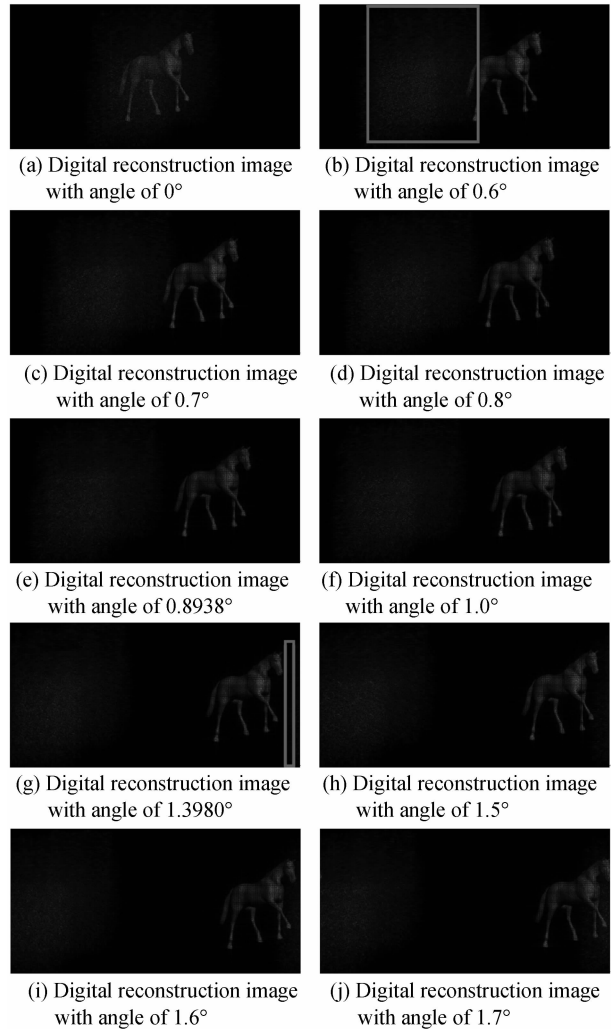 (a) Digital reconstruction image
with angle of 0°
(b) Digital reconstruction image
with angle of 0.6°
(c) Digital reconstruction image
with angle of 0.7°
(d) Digital reconstruction image
with angle of 0.8°
(e) Digital reconstruction image
with angle of 0.8938°
(f) Digital reconstruction image
with angle of 1.0°
(g) Digital reconstruction image
with angle of 1.3980°
(h) Digital reconstruction image
with angle of 1.5°
(i) Digital reconstruction image
with angle of 1.6°
(j) Digital reconstruction image
with angle of 1.7°